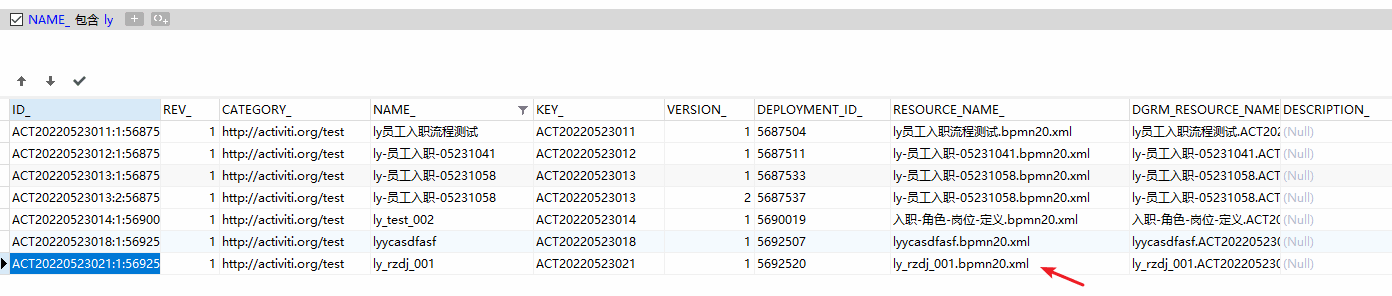 NAME_ 包含 ly
ID_ REV_ CATEGORY_ NAME_ KEY_ VERSION_ DEPLOYMENT_ID_ RESOURCE_NAME_ DGRM_RESOURCE_NAME DESCRIPTION_
ACT20220523011:1:56875 1 http://activiti.org/test ly员工入职流程测试 ACT20220523011 1 5687504 ly员工入职流程测试.bpmn20.xml ly员工入职流程测试.ACT202 (Null)
ACT20220523012:1:56875 1 http://activiti.org/test ly-员工入职-05231041 ACT20220523012 1 5687511 ly-员工入职-05231041.bpmn20.xml ly-员工入职-05231041.ACT (Null)
ACT20220523013:1:56875 1 http://activiti.org/test ly-员工入职-05231058 ACT20220523013 1 5687533 ly-员工入职-05231058.bpmn20.xml ly-员工入职-05231058.ACT (Null)
ACT20220523013:2:56875 1 http://activiti.org/test ly-员工入职-05231058 ACT20220523013 2 5687537 ly-员工入职-05231058.bpmn20.xml ly-员工入职-05231058.ACT (Null)
ACT20220523014:1:56900 1 http://activiti.org/test ly_test_002 ACT20220523014 1 5690019 入职-角色-岗位-定义.bpmn20.xml 入职-角色-岗位-定义.ACT20 (Null)
ACT20220523018:1:56925 1 http://activiti.org/test lyycasdfasf ACT20220523018 1 5692507 lyycasdfasf.bpmn20.xml lyycasdfasf.ACT202205230 (Null)
ACT20220523021:1:56925 1 http://activiti.org/test ly_rzdj_001 ACT20220523021 1 5692520 ly_rzdj_001.bpmn20.xml ly_rzdj_001.ACT202205230 (Null)